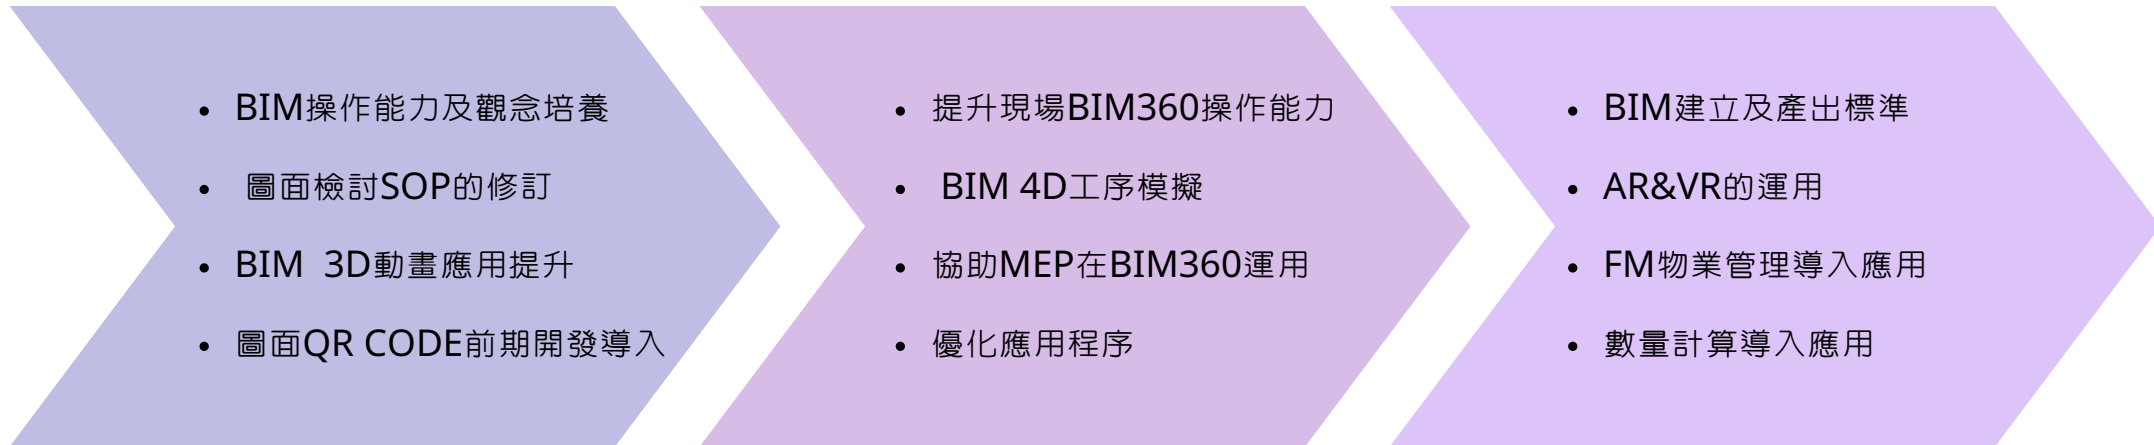 • BIM操作能力及觀念培養
• 圖面檢討SOP的修訂
• BIM 3D動畫應用提升
• 圖面QR CODE前期開發導入
• 提升現場BIM360操作能力
• BIM 4D工序模擬
• 協助MEP在BIM360運用
• 優化應用程序
• BIM建立及產出標準
• AR&VR的運用
• FM物業管理導入應用
• 數量計算導入應用